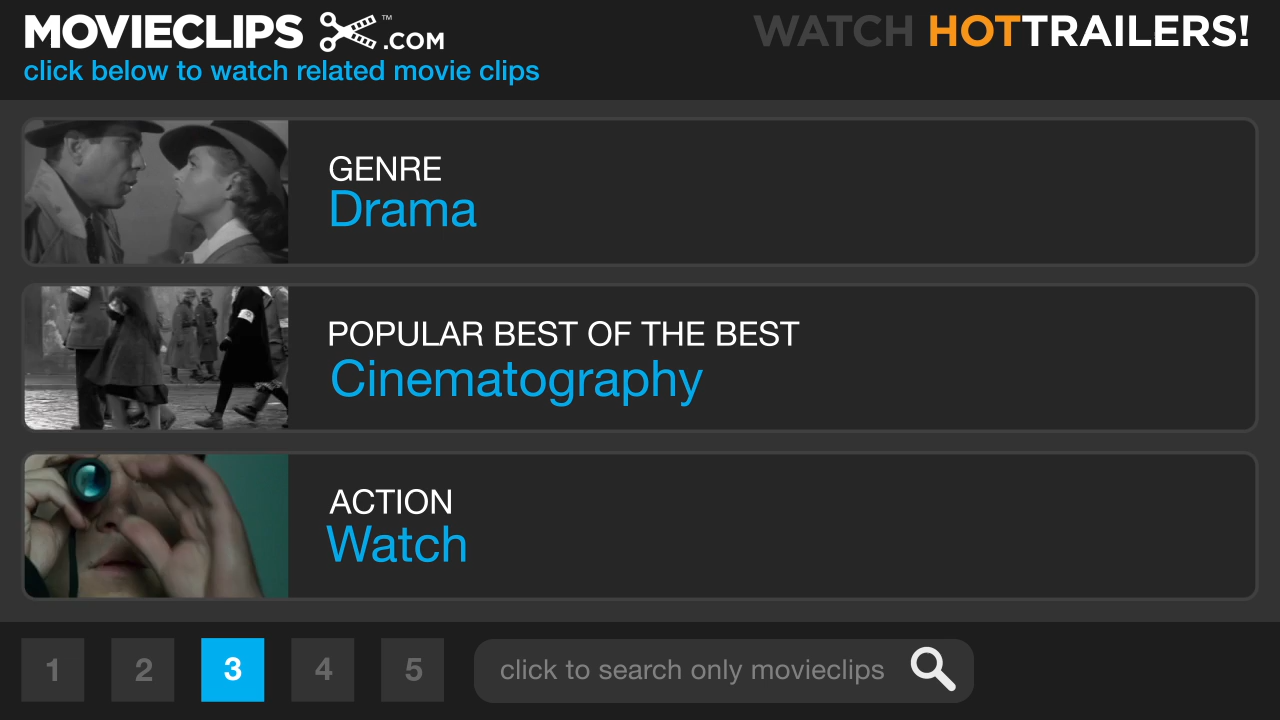 MOVIECLIPS ™ .COM
WATCH HOTTRAILERS!
click below to watch related movie clips
GENRE
Drama
POPULAR BEST OF THE BEST
Cinematography
ACTION
Watch
1 2 3 4 5 click to search only movieclips